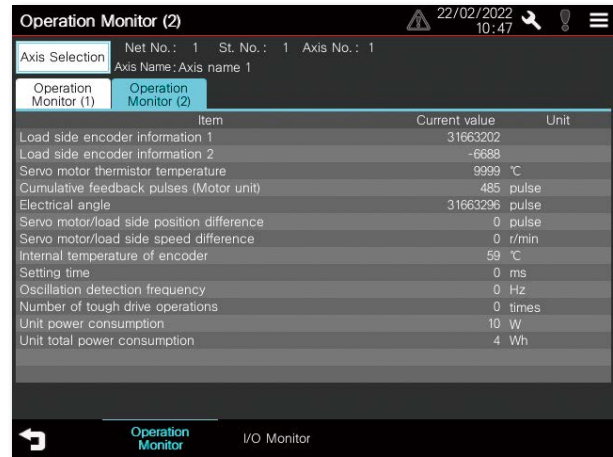 Operation Monitor (2)
22/02/2022
10:47
Axis Selection
Net No.: 1 St. No.: 1 Axis No.: 1
Axis Name: Axis name 1
Operation Monitor (1)
Operation Monitor (2)
Item Current value Unit
Load side encoder information 1 31663202
Load side encoder information 2 -6688
Servo motor thermistor temperature 9999 ℃
Cumulative feedback pulses (Motor unit) 485 pulse
Electrical angle 31663296 pulse
Servo motor/load side position difference 0 pulse
Servo motor/load side speed difference 0 r/min
Internal temperature of encoder 59 ℃
Setting time 0 ms
Oscillation detection frequency 0 Hz
Number of tough drive operations 0 times
Unit power consumption 10 W
Unit total power consumption 4 Wh
Operation Monitor
I/O Monitor